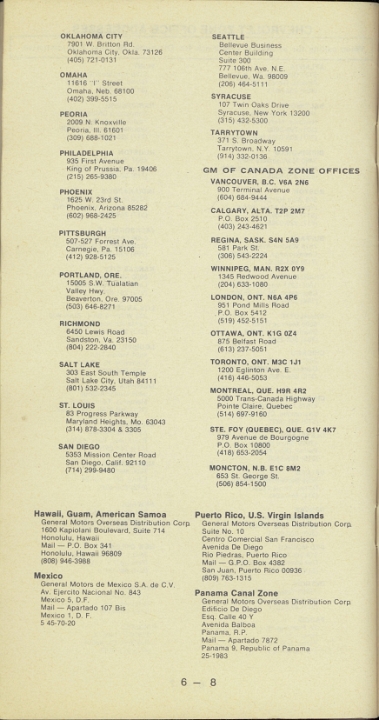 OKLAHOMA CITY
7901 W. Britton Rd.
Oklahoma City, Okla. 73126
(405) 721-0131
OMAHA
11616 "I" Street
Omaha, Neb. 68100
(402) 399-5515
PEORIA
2009 N. Knoxville
Peoria, Ill. 61601
(309) 688-1021
PHILADELPHIA
935 First Avenue
King of Prussia, Pa. 19406
(215) 265-9380
PHOENIX
1625 W. 23rd St.
Phoenix, Arizona 85282
(602) 968-2425
PITTSBURGH
507-527 Forrest Ave.
Carnegie, Pa. 15106
(412) 928-5125
PORTLAND, ORE.
15005 S.W. Tualatian
Valley Hwy.
Beaverton, Ore. 97005
(503) 646-8271
RICHMOND
6450 Lewis Road
Sandston, Va. 23150
(804) 222-2840
SALT LAKE
303 East South Temple
Salt Lake City, Utah 84111
(801) 532-2345
ST. LOUIS
83 Progress Parkway
Maryland Heights, Mo. 63043
(314) 878-3304 & 3305
SAN DIEGO
5353 Mission Center Road
San Diego, Calif. 92110
(714) 299-9480
SEATTLE
Bellevue Business
Center Building
Suite 300
777 106th Ave. N.E.
Bellevue, Wa. 98009
(206) 464-5111
SYRACUSE
107 Twin Oaks Drive
Syracuse, New York 13200
(315) 432-5300
TARRYTOWN
371 S. Broadway
Tarrytown, N.Y. 10591
(914) 332-0136
GM OF CANADA ZONE OFFICES
VANCOUVER, B.C. V6A 2N6
900 Terminal Avenue
(604) 684-9444
CALGARY, ALTA. T2P 2M7
P.O. Box 2510
(403) 243-4621
REGINA, SASK. S4N 5A9
581 Park St.
(306) 543-2224
WINNIPEG, MAN. R2X 0Y9
1345 Redwood Avenue
(204) 633-1080
LONDON, ONT. N6A 4P6
951 Pond Mills Road
P.O. Box 5412
(519) 452-5151
OTTAWA, ONT. K1G 0Z4
875 Belfast Road
(613) 237-5051
TORONTO, ONT. M3C 1J1
1200 Eglinton Ave. E.
(416) 446-5053
MONTREAL, QUE. H9R 4R2
5000 Trans-Canada Highway
Pointe Claire, Quebec
(514) 697-9160
STE. FOY (QUEBEC), QUE. G1V 4K7
979 Avenue de Bourgogne
P.O. Box 10800
(418) 653-2054
MONCTON, N.B. E1C 8M2
653 St. George St.
(506) 854-1500
Hawaii, Guam, American Samoa
General Motors Overseas Distribution Corp.
1600 Kapiolani Boulevard, Suite 714
Honolulu, Hawaii
Mail — P.O. Box 341
Honolulu, Hawaii 96809
(808) 946-3988
Mexico
General Motors de Mexico S.A. de C.V.
Av. Ejercito Nacional No. 843
Mexico 5, D.F.
Mail — Apartado 107 Bis
Mexico 1, D. F.
5 45-70-20
Puerto Rico, U.S. Virgin Islands
General Motors Overseas Distribution Corp.
Suite No. 10
Centro Comercial San Francisco
Avenida De Diego
Rio Piedras, Puerto Rico
Mail — G.P.O. Box 4382
San Juan, Puerto Rico 00936
(809) 763-1315
Panama Canal Zone
General Motors Overseas Distribution Corp.
Edificio De Diego
Esq. Calle 40 Y
Avenida Balboa
Panama, R.P.
Mail — Apartado 7872
Panama 9, Republic of Panama
25-1983
6 — 8